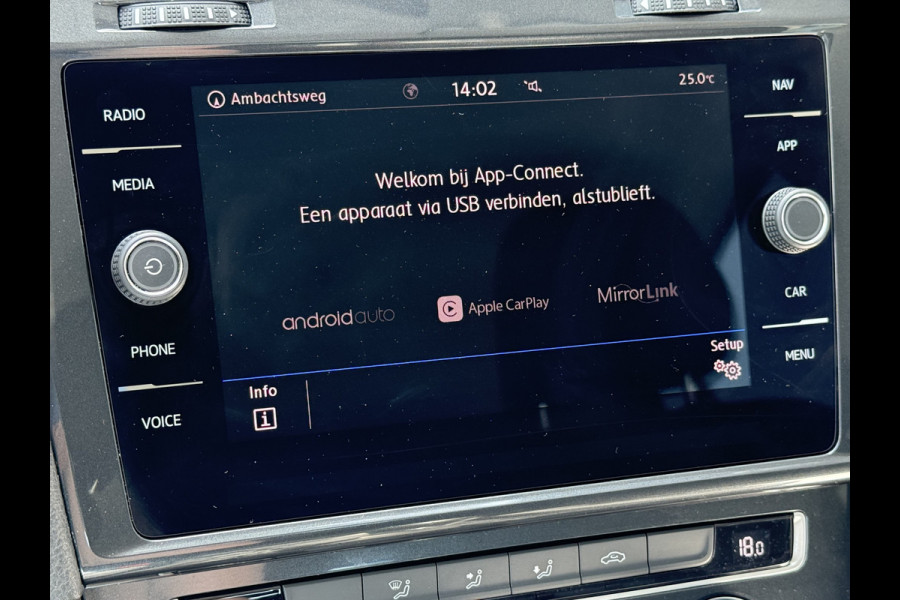 RADIO
MEDIA
PHONE
VOICE
Ambachtsweg 14:02 25.0°C
Welkom bij App-Connect.
Een apparaat via USB verbinden, alstublieft.
androidauto Apple CarPlay MirrorLink
Setup
Info
i
NAV
APP
CAR
MENU
18.0